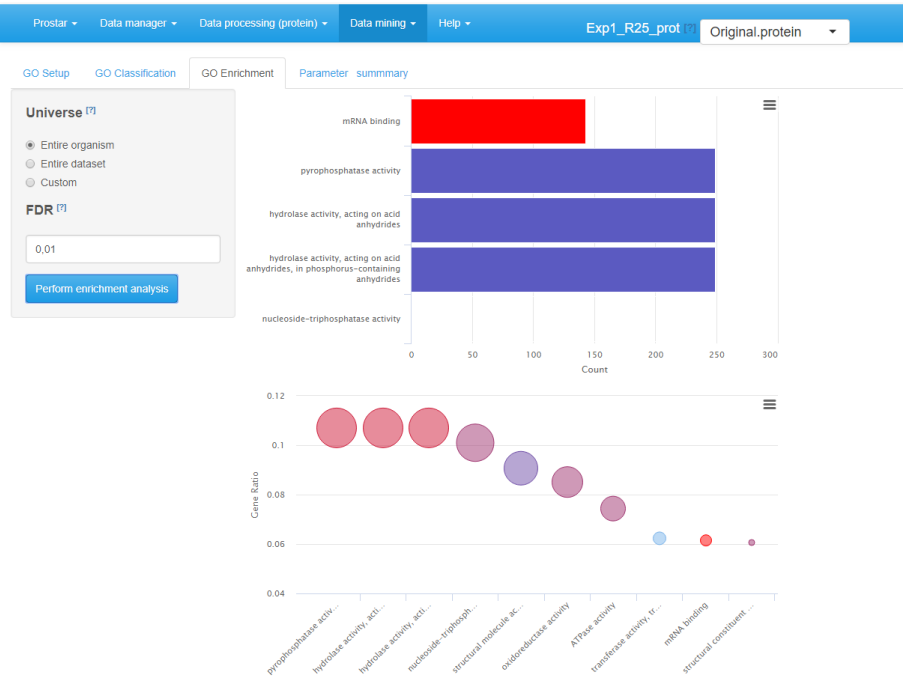 Prostar Data manager Data processing (protein) Data mining Help Exp1_R25_prot [?] Original.protein
GO Setup GO Classification GO Enrichment Parameter summmary
Universe [?]
Entire organism
Entire dataset
Custom
FDR [?]
0,01
Perform enrichment analysis
mRNA binding
pyrophosphatase activity
hydrolase activity, acting on acid
anhydrides
hydrolase activity, acting on acid
anhydrides, in phosphorus-containing
anhydrides
nucleoside-triphosphatase activity
0 50 100 150 200 250 300
Count
0.12
0.1
0.08
0.06
0.04
Gene Ratio
pyrophosphatase activ...
hydrolase activity, acti...
hydrolase activity, acti...
nucleoside-triphosph...
structural molecule ac...
oxidoreductase activity
ATPase activity
transferase activity, tr...
mRNA binding
structural constituent ...